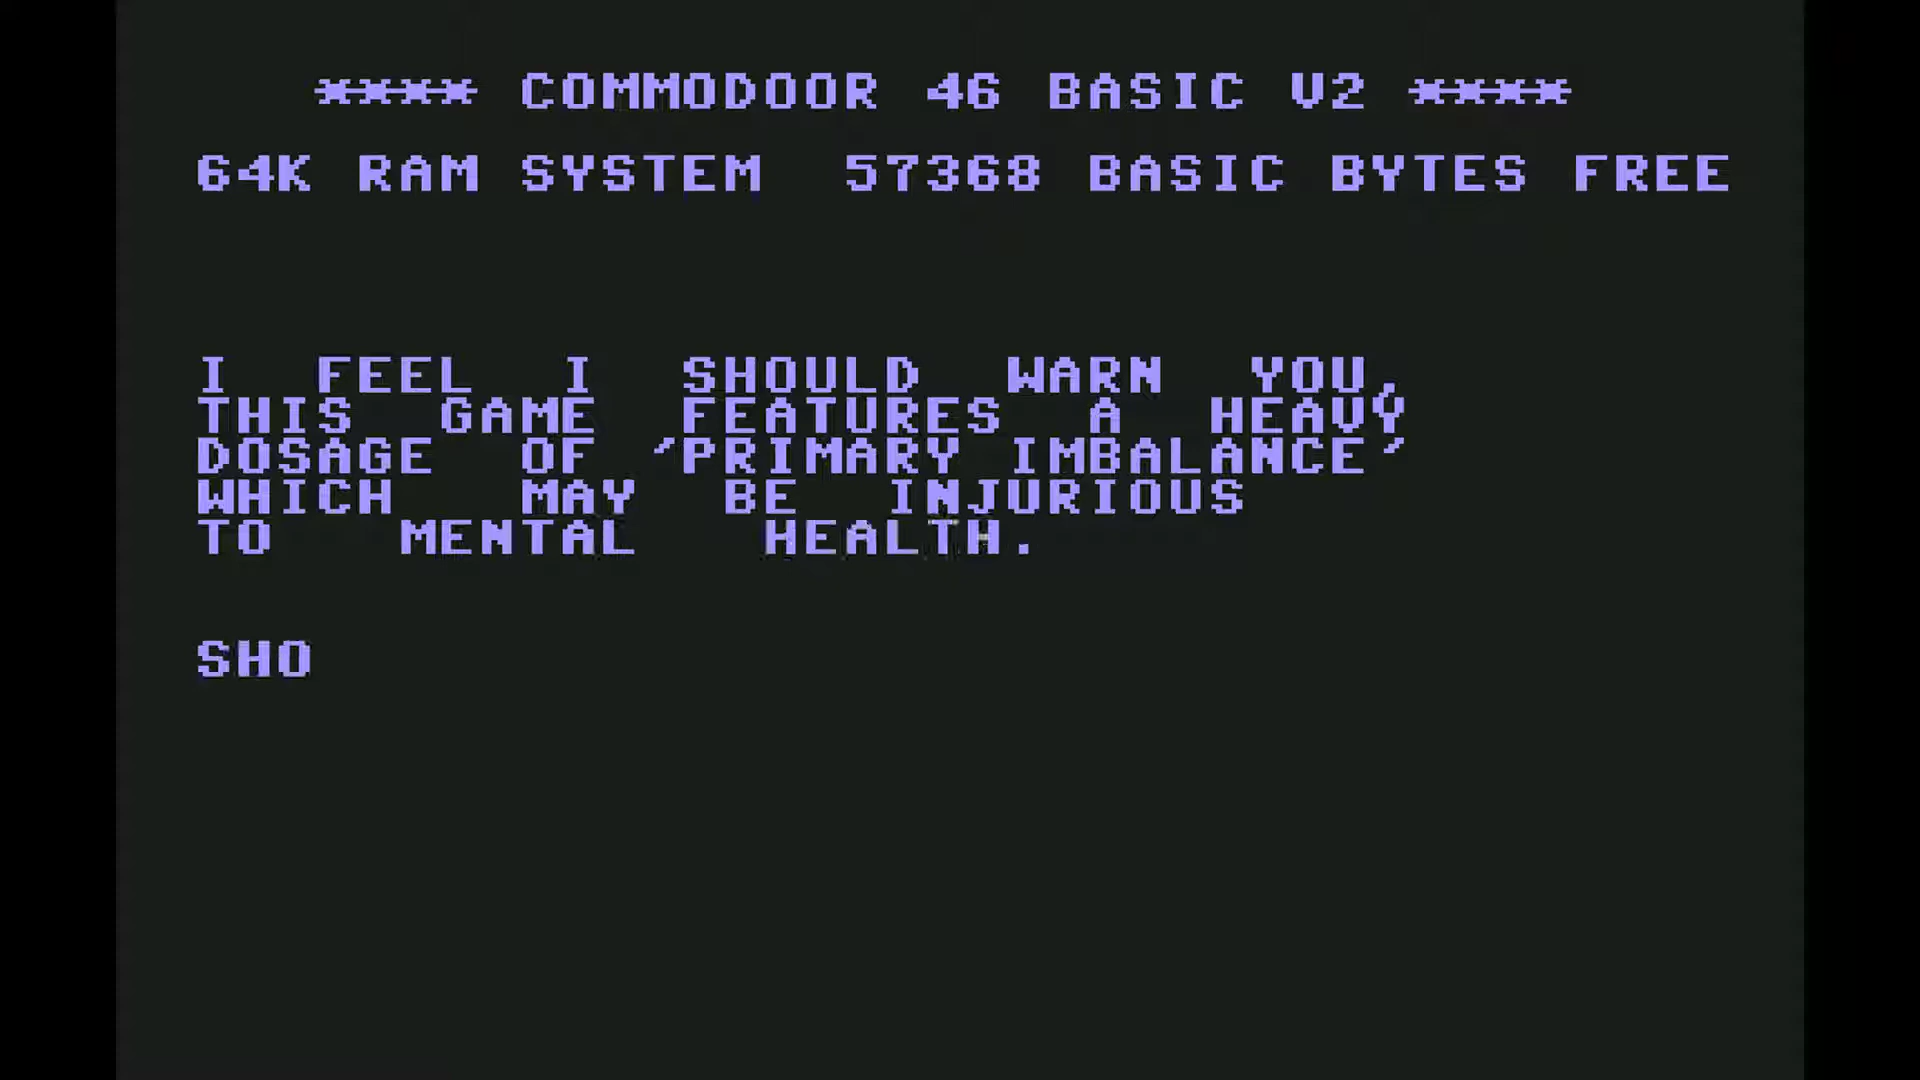 **** COMMODOOR 46 BASIC V2 ****
64K RAM SYSTEM  57368 BASIC BYTES FREE
I  FEEL  I  SHOULD  WARN  YOU,
THIS  GAME  FEATURES  A  HEAVY
DOSAGE  OF 'PRIMARY IMBALANCE'
WHICH   MAY  BE  INJURIOUS
TO   MENTAL   HEALTH.
SHO